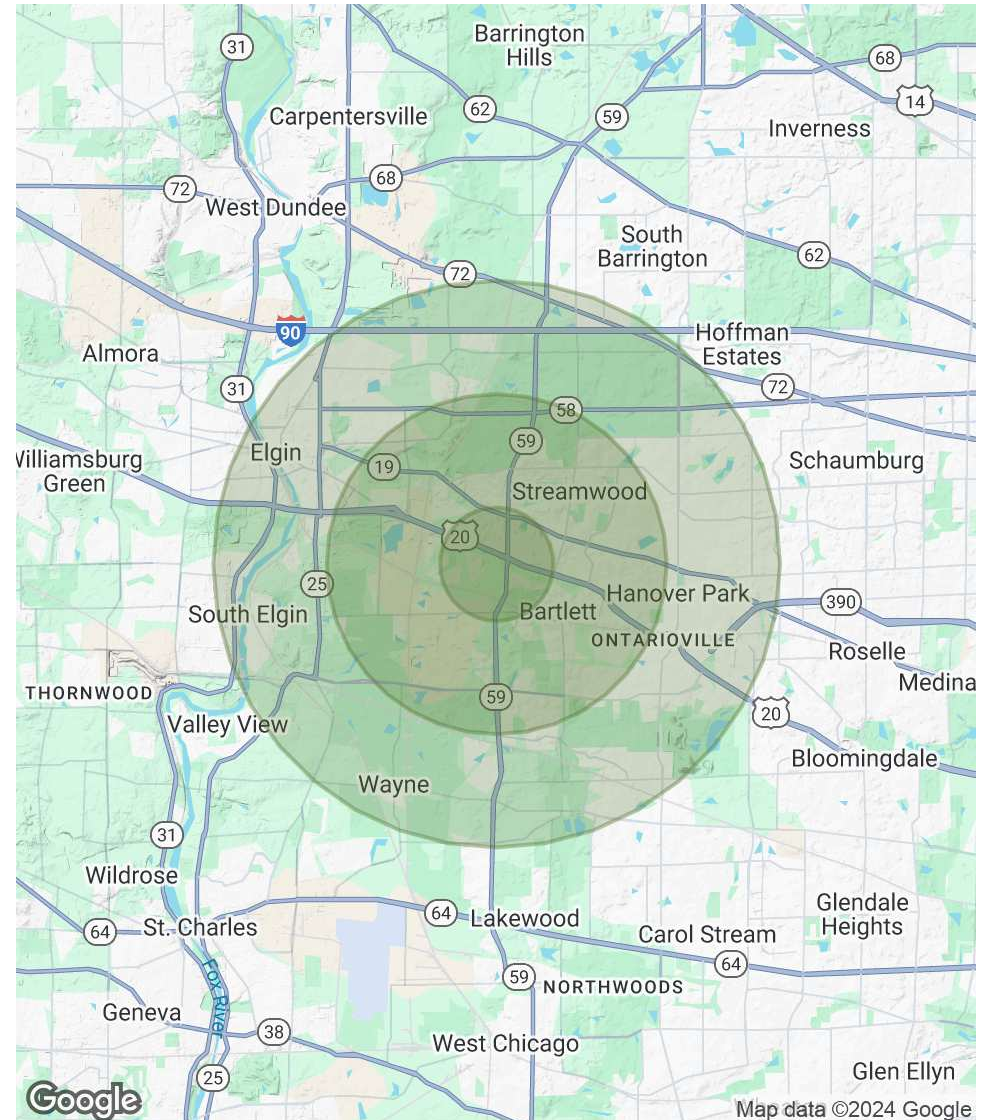 31
Barrington
Hills
68
14
Carpentersville
62
59
Inverness
68
72
West Dundee
South
Barrington
62
72
90
Hoffman
Estates
Almora
31
72
58
59
Elgin
Williamsburg
Green
19
Schaumburg
Streamwood
20
25
Hanover Park
390
South Elgin
Bartlett
ONTARIOVILLE
Roselle
THORNWOOD
59
Medina
Valley View
20
Bloomingdale
Wayne
31
Wildrose
64
Lakewood
Glendale
Heights
64
St. Charles
Carol Stream
64
Fox River
59
NORTHWOODS
Geneva
38
West Chicago
25
Glen Ellyn
Google
Map data ©2024 Google